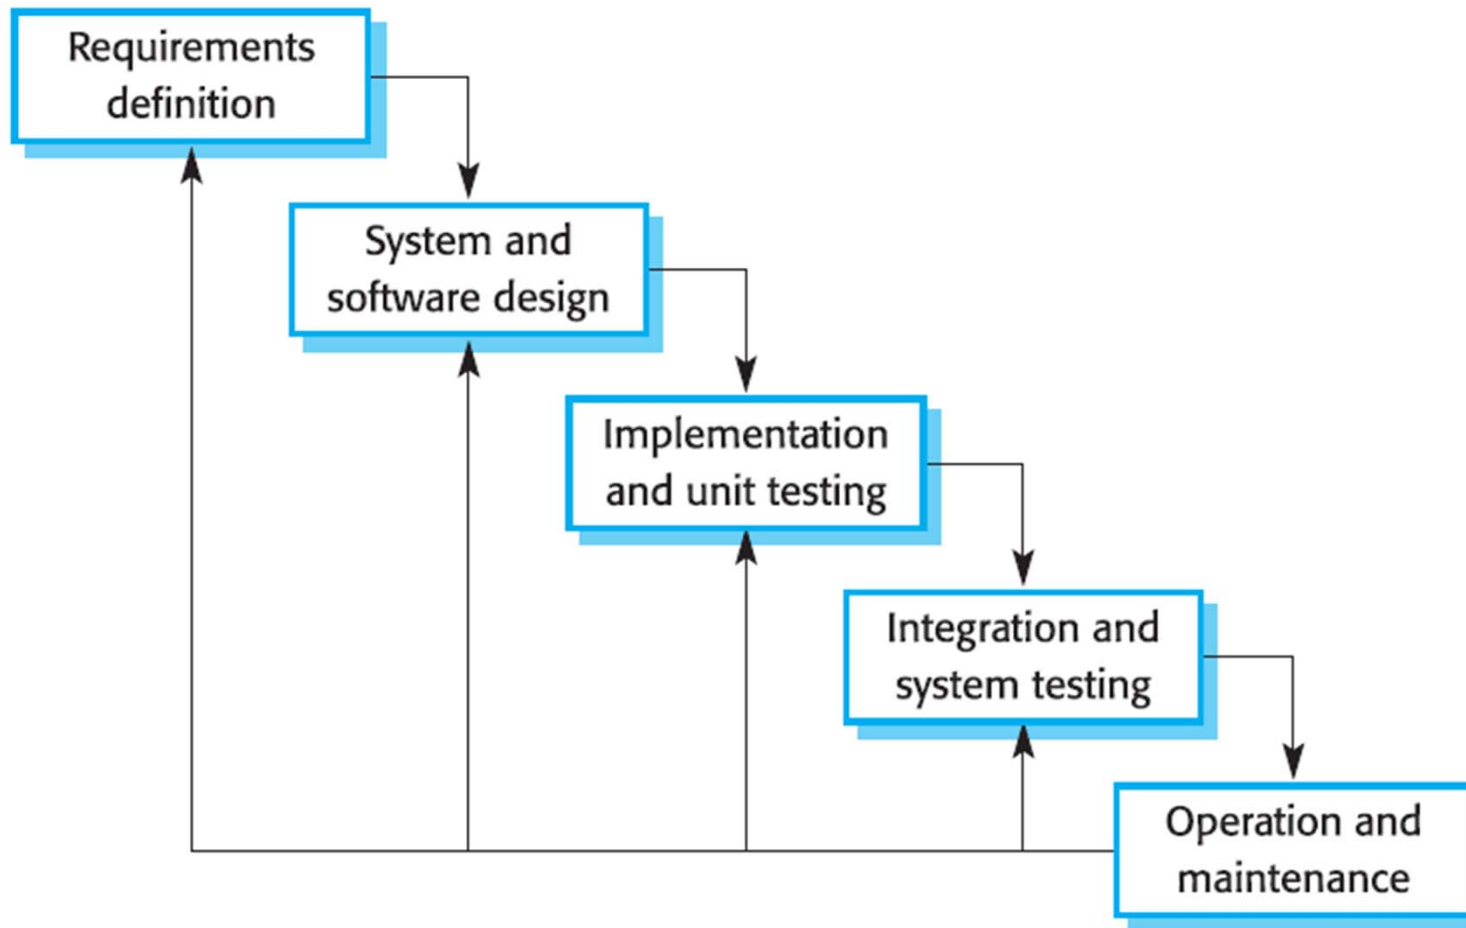 Requirements
definition
System and
software design
Implementation
and unit testing
Integration and
system testing
Operation and
maintenance